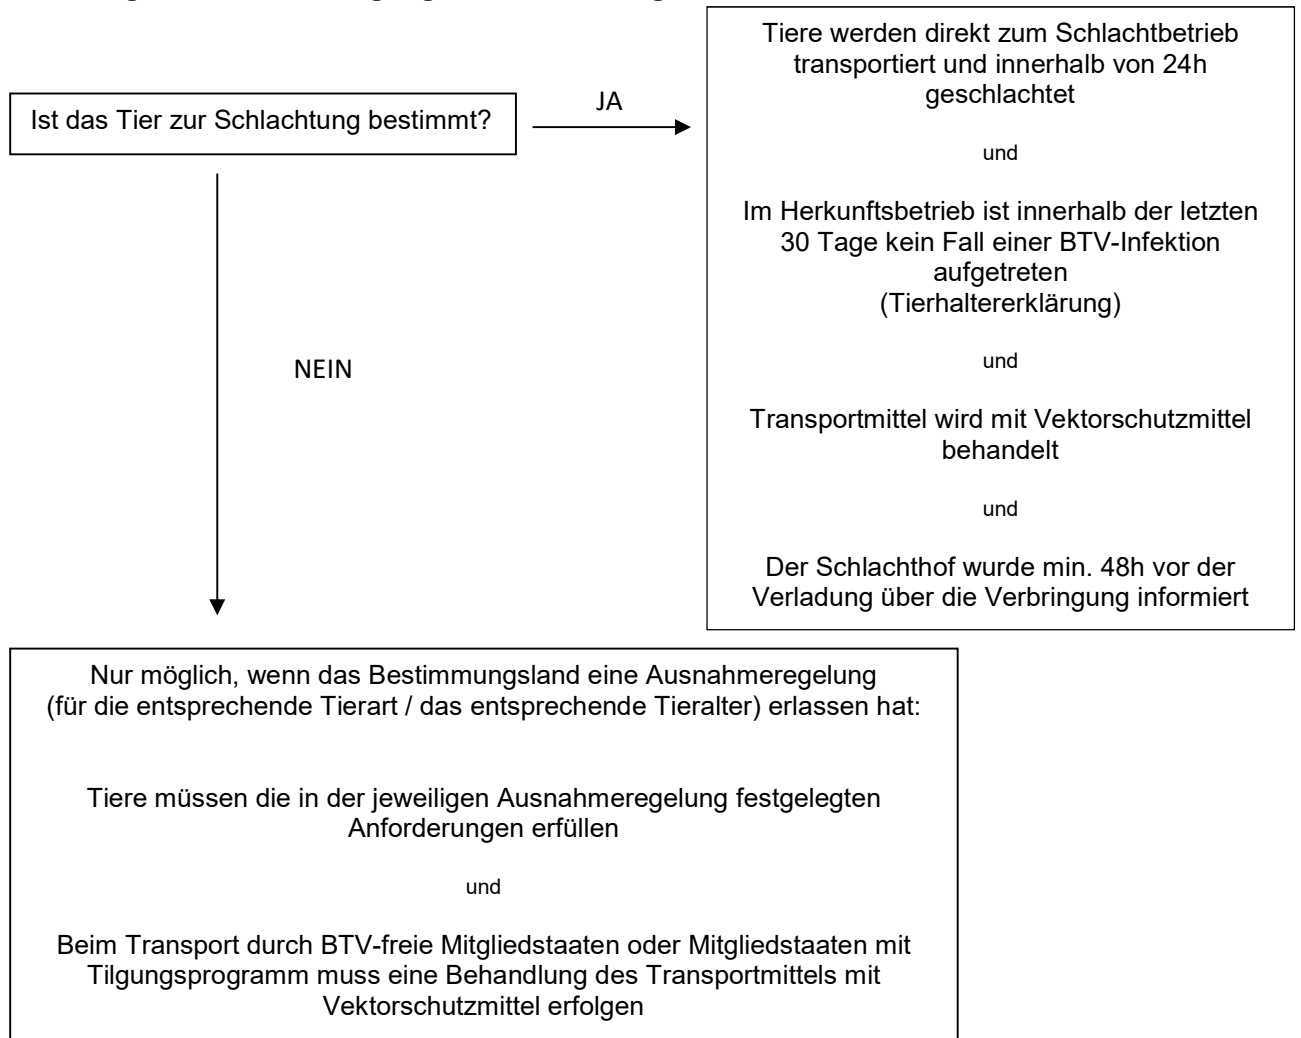 Ist das Tier zur Schlachtung bestimmt?
JA
Tiere werden direkt zum Schlachtbetrieb
transportiert und innerhalb von 24h
geschlachtet
und
Im Herkunftsbetrieb ist innerhalb der letzten
30 Tage kein Fall einer BTV-Infektion
aufgetreten
(Tierhaltererklärung)
und
Transportmittel wird mit Vektorschutzmittel
behandelt
und
Der Schlachthof wurde min. 48h vor der
Verladung über die Verbringung informiert
NEIN
Nur möglich, wenn das Bestimmungsland eine Ausnahmeregelung
(für die entsprechende Tierart / das entsprechende Tieralter) erlassen hat:
Tiere müssen die in der jeweiligen Ausnahmeregelung festgelegten
Anforderungen erfüllen
und
Beim Transport durch BTV-freie Mitgliedstaaten oder Mitgliedstaaten mit
Tilgungsprogramm muss eine Behandlung des Transportmittels mit
Vektorschutzmittel erfolgen